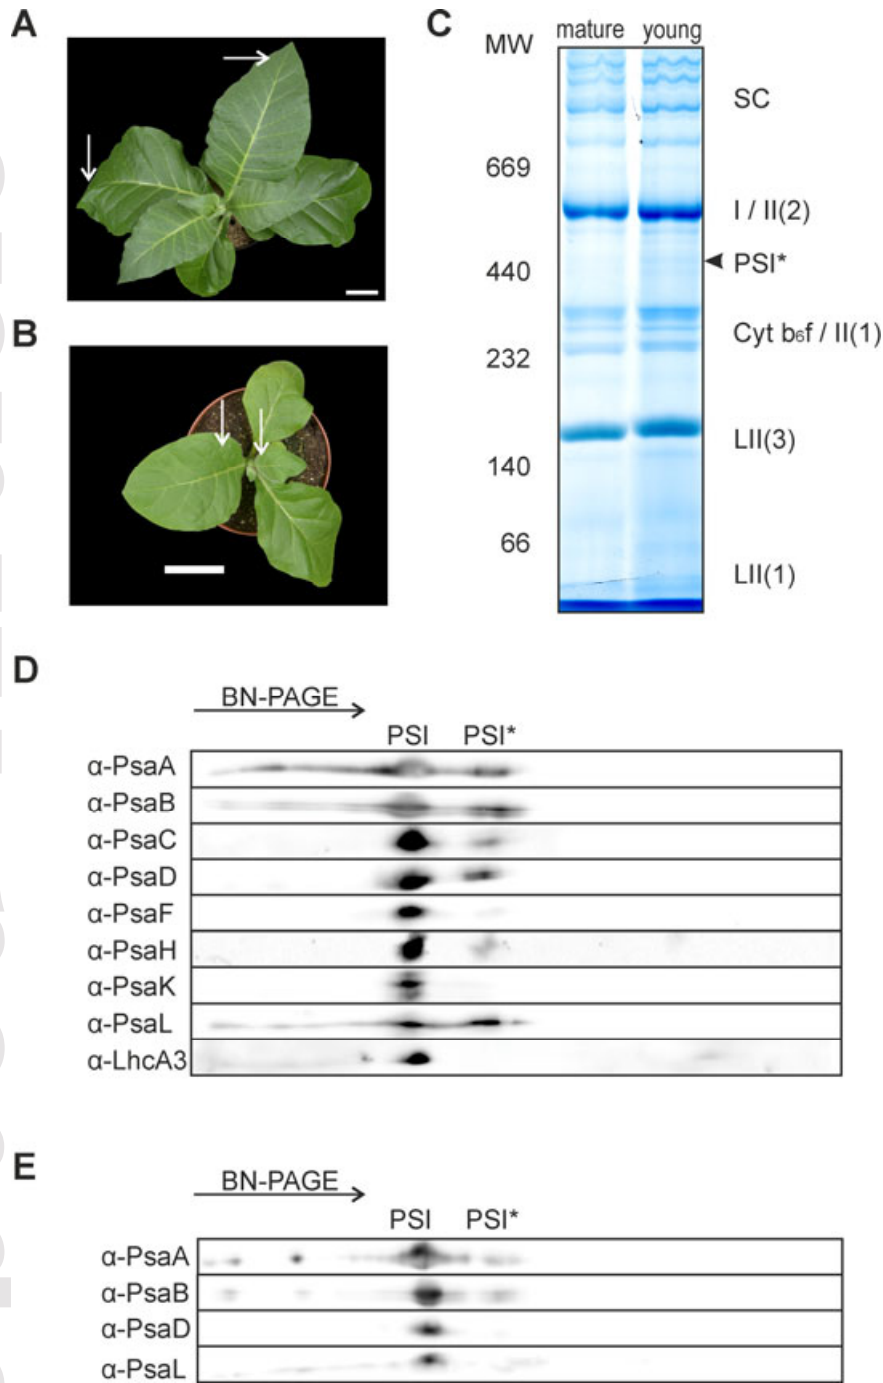 A
B
C
MW
mature young
669
440
232
140
66
SC
I / II(2)
PSI*
Cyt b₆f / II(1)
LII(3)
LII(1)
D
BN-PAGE
PSI PSI*
α-PsaA
α-PsaB
α-PsaC
α-PsaD
α-PsaF
α-PsaH
α-PsaK
α-PsaL
α-LhcA3
E
BN-PAGE
PSI PSI*
α-PsaA
α-PsaB
α-PsaD
α-PsaL